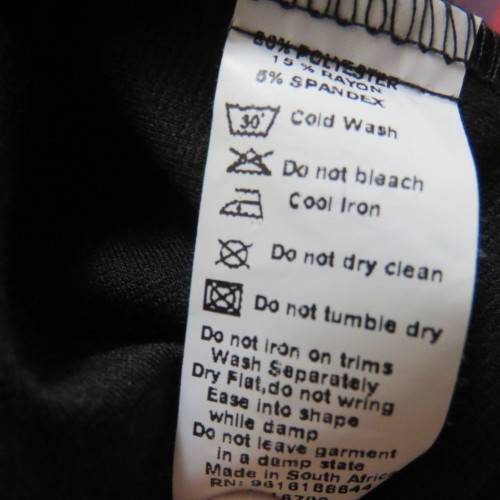 80% POLYESTER
15% RAYON
5% SPANDEX
30° Cold Wash
Do not bleach
Cool Iron
Do not dry clean
Do not tumble dry
Do not iron on trims
Wash Separately
Dry Flat,do not wring
Ease into shape
while damp
Do not leave garment
in a damp state
Made in South Africa
RN: